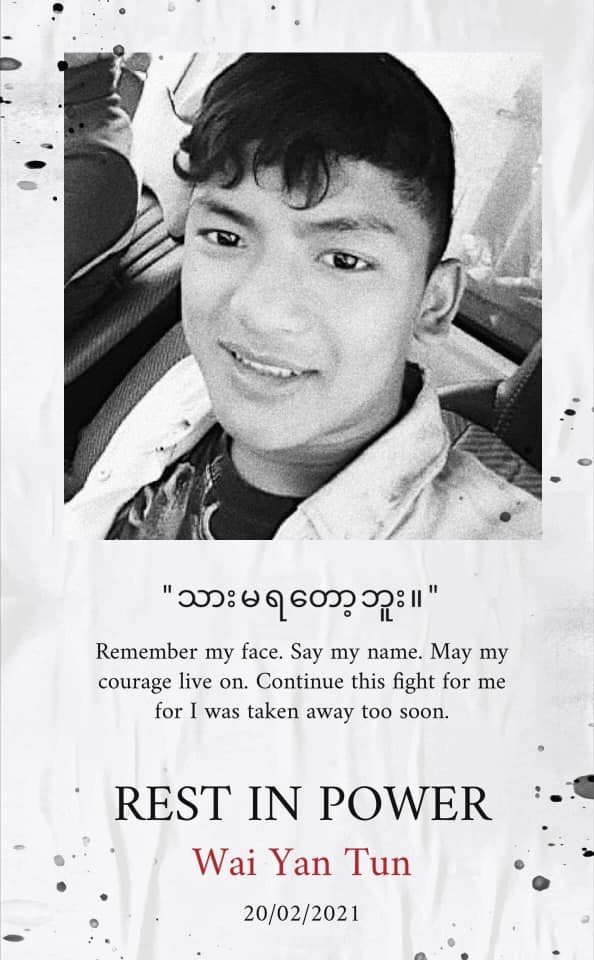 "သားမရတော့ဘူး။"
Remember my face. Say my name. May my
courage live on. Continue this fight for me
for I was taken away too soon.
REST IN POWER
Wai Yan Tun
20/02/2021